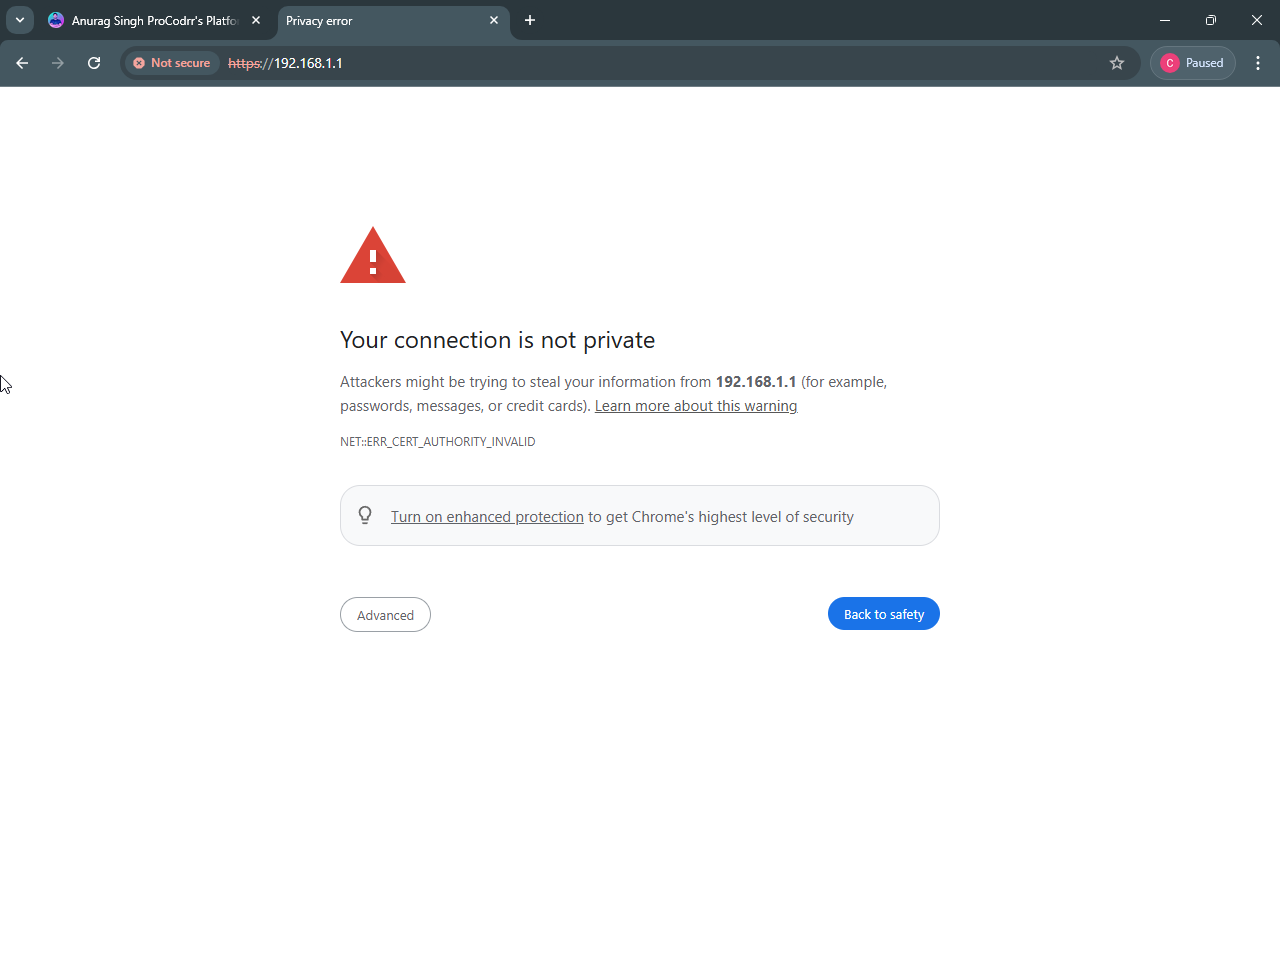 Anurag Singh ProCodrr's Platfo
Privacy error
Not secure
https://192.168.1.1
C
Paused
Your connection is not private
Attackers might be trying to steal your information from 192.168.1.1 (for example,
passwords, messages, or credit cards). Learn more about this warning
NET::ERR_CERT_AUTHORITY_INVALID
Turn on enhanced protection to get Chrome's highest level of security
Advanced
Back to safety